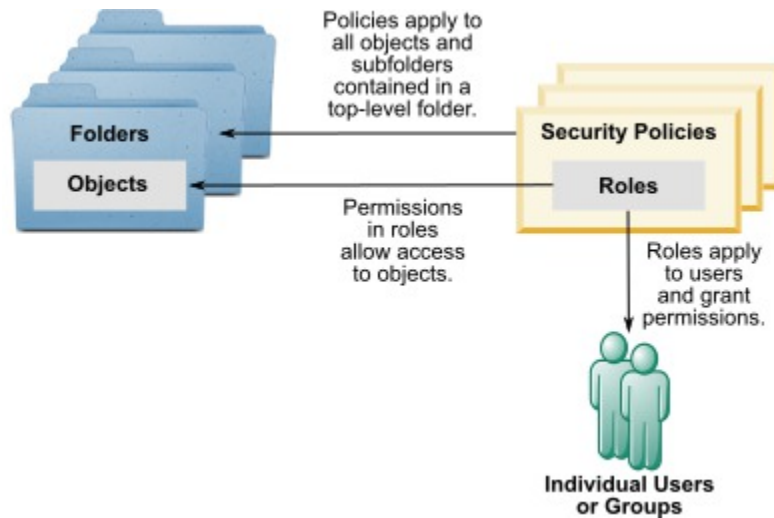 Policies apply to
all objects and
subfolders
contained in a
top-level folder.
Folders
Security Policies
Objects
Roles
Permissions
in roles
allow access
to objects.
Roles apply
to users
and grant
permissions.
Individual Users
or Groups